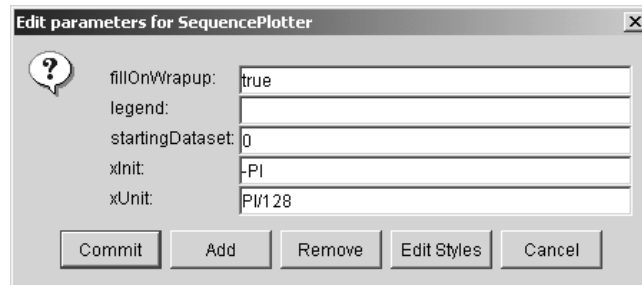 Edit parameters for SequencePlotter
fillOnWrapup: true
legend:
startingDataset: 0
xInit: -PI
xUnit: PI/128
Commit Add Remove Edit Styles Cancel